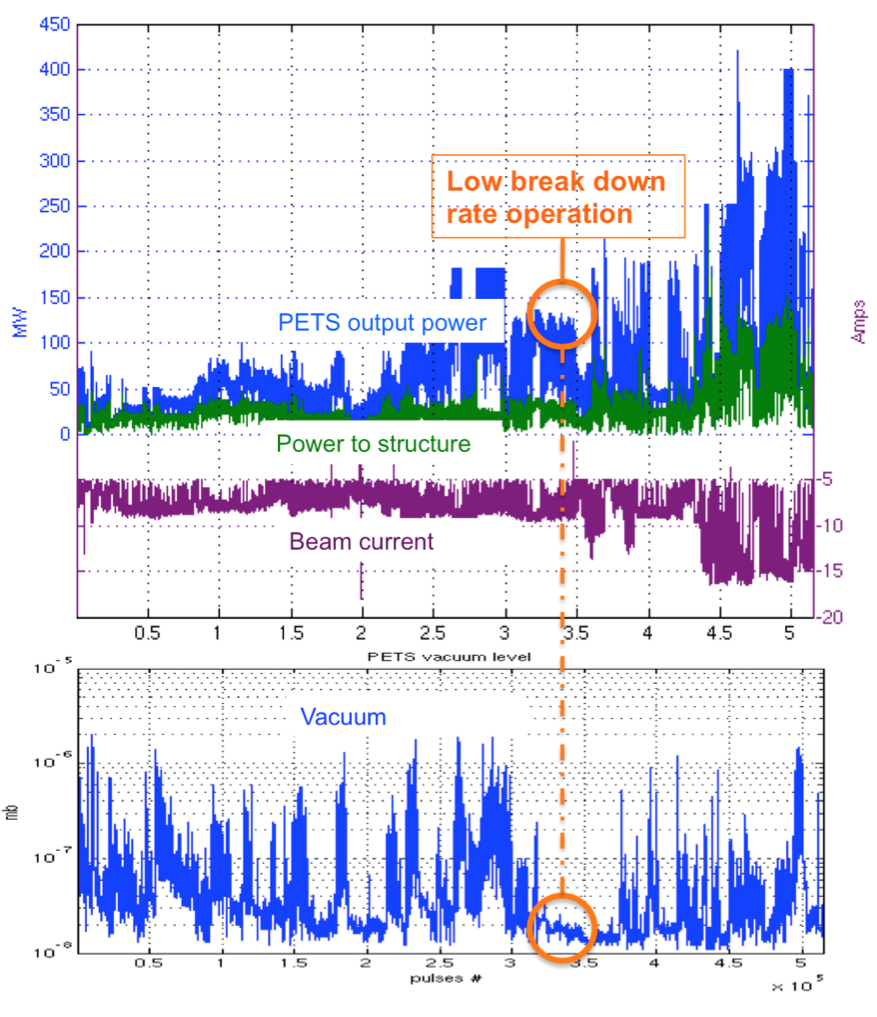 450
400
350
300
250
200
150
100
50
0
MW
Amps
-5
-10
-15
-20
Low break down
rate operation
PETS output power
Power to structure
Beam current
0.5 1 1.5 2 2.5 3 3.5 4 4.5 5
PETS vacuum level
10-5
10-6
10-7
10-8
mb
Vacuum
0.5 1 1.5 2 2.5 3 3.5 4 4.5 5
pulses #
× 10 5